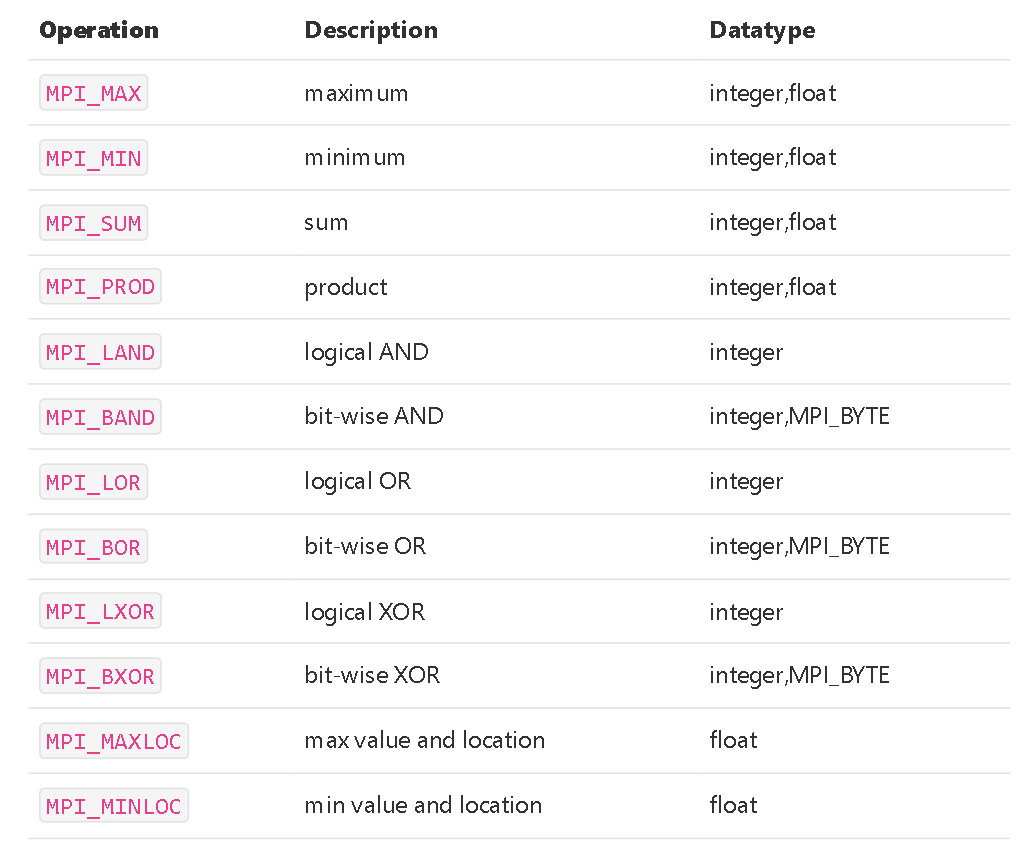 Operation Description Datatype
MPI_MAX maximum integer,float
MPI_MIN minimum integer,float
MPI_SUM sum integer,float
MPI_PROD product integer,float
MPI_LAND logical AND integer
MPI_BAND bit-wise AND integer,MPI_BYTE
MPI_LOR logical OR integer
MPI_BOR bit-wise OR integer,MPI_BYTE
MPI_LXOR logical XOR integer
MPI_BXOR bit-wise XOR integer,MPI_BYTE
MPI_MAXLOC max value and location float
MPI_MINLOC min value and location float